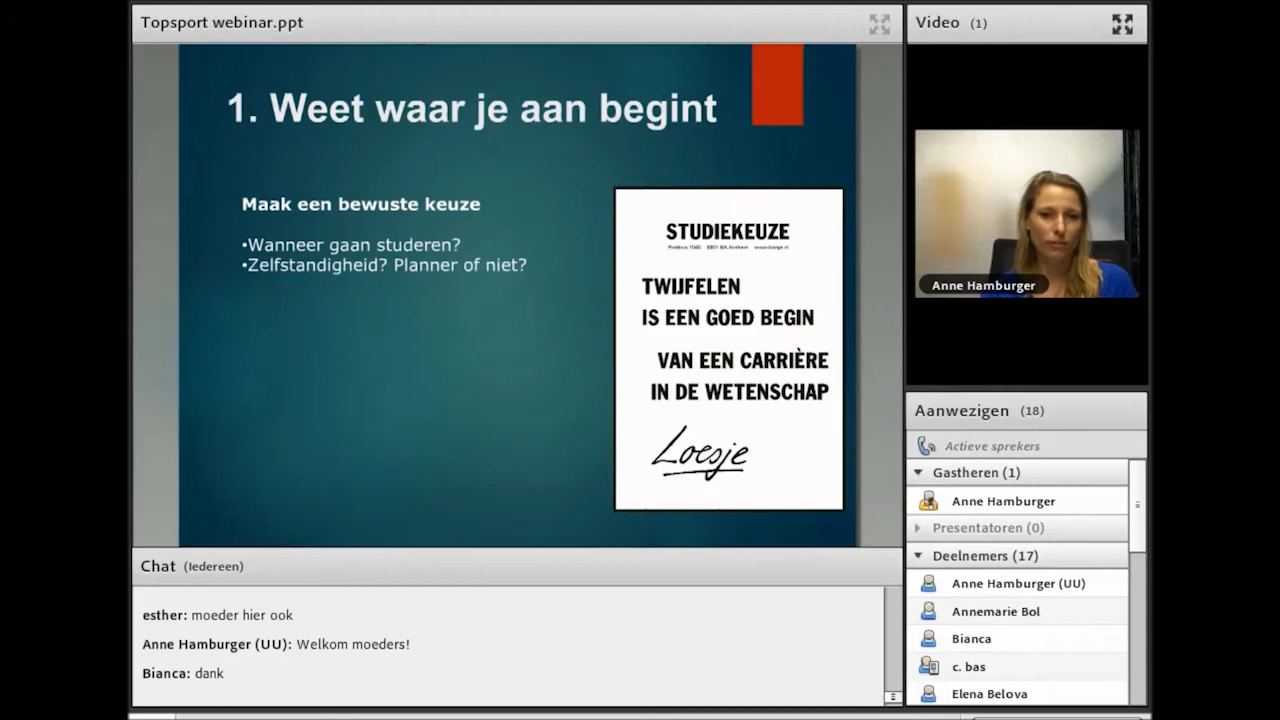 Topsport webinar.ppt
1. Weet waar je aan begint
Maak een bewuste keuze
•Wanneer gaan studeren?
•Zelfstandigheid? Planner of niet?
STUDIEKEUZE
TWIJFELEN
IS EEN GOED BEGIN
VAN EEN CARRIÈRE
IN DE WETENSCHAP
Loesje
Chat (Iedereen)
esther: moeder hier ook
Anne Hamburger (UU): Welkom moeders!
Bianca: dank
Video (1)
Anne Hamburger
Aanwezigen (18)
Actieve sprekers
Gastheren (1)
Anne Hamburger
Presentatoren (0)
Deelnemers (17)
Anne Hamburger (UU)
Annemarie Bol
Bianca
c. bas
Elena Belova